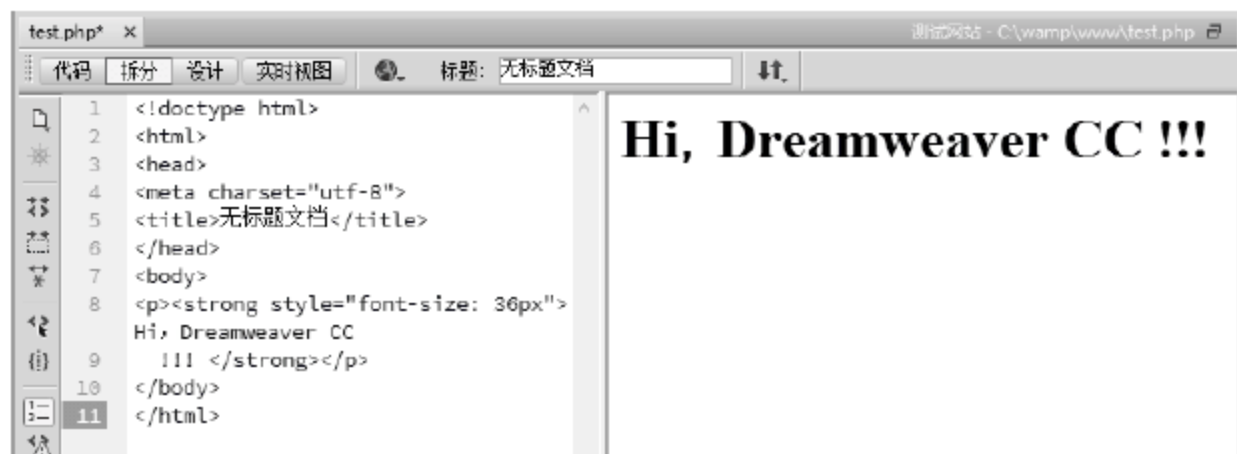 test.php* ×
测试网站 - C:\wamp\www\test.php
代码 拆分 设计 实时视图 标题: 无标题文档
1 <!doctype html>
2 <html>
3 <head>
4 <meta charset="utf-8">
5 <title>无标题文档</title>
6 </head>
7 <body>
8 <p><strong style="font-size: 36px">
Hi，Dreamweaver CC
9 !!! </strong></p>
10 </body>
11 </html>
Hi, Dreamweaver CC !!!